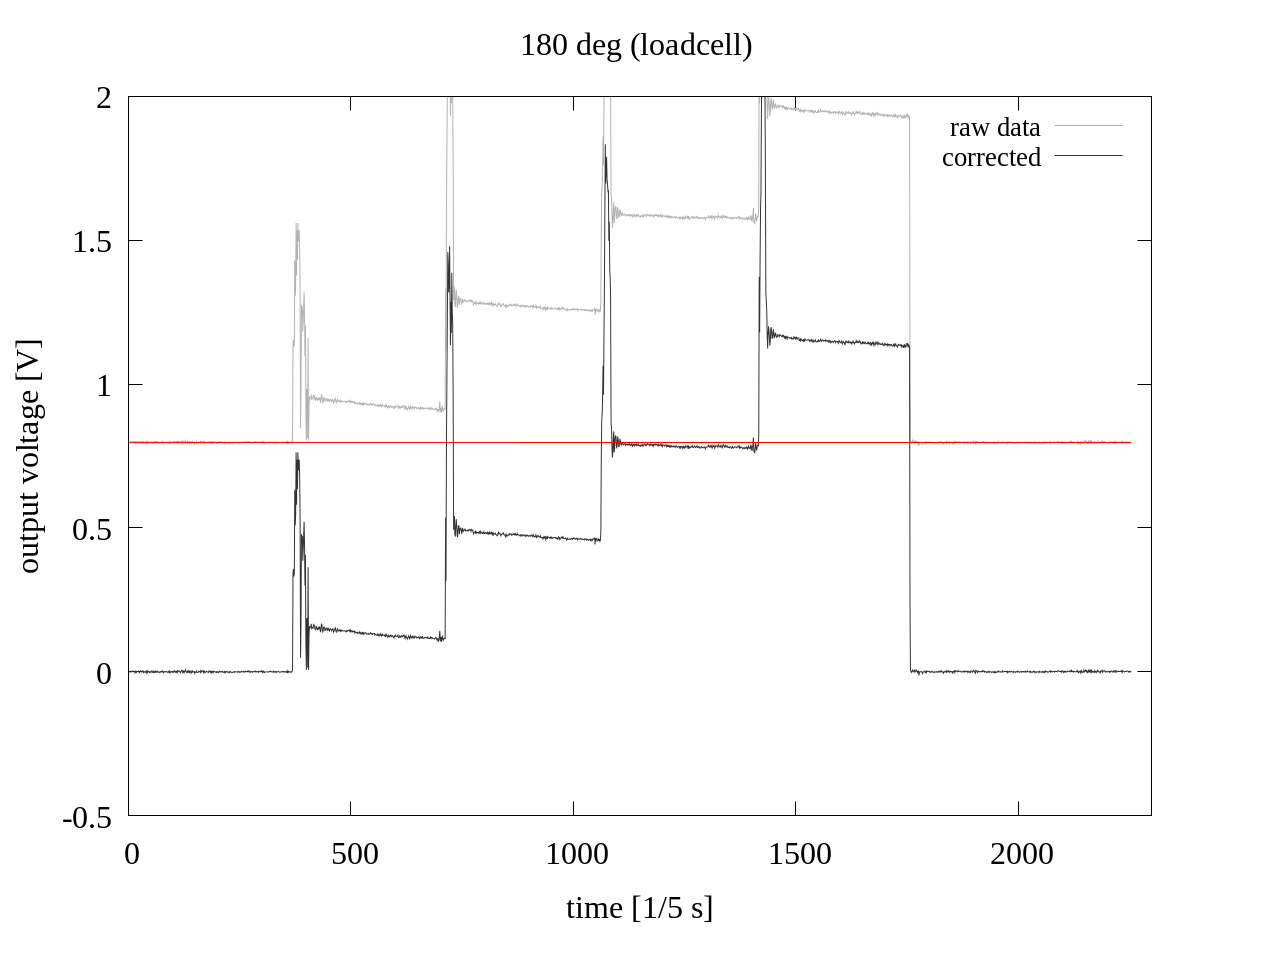 180 deg (loadcell)
2
1.5
1
0.5
0
-0.5
output voltage [V]
raw data
corrected
0 500 1000 1500 2000
time [1/5 s]